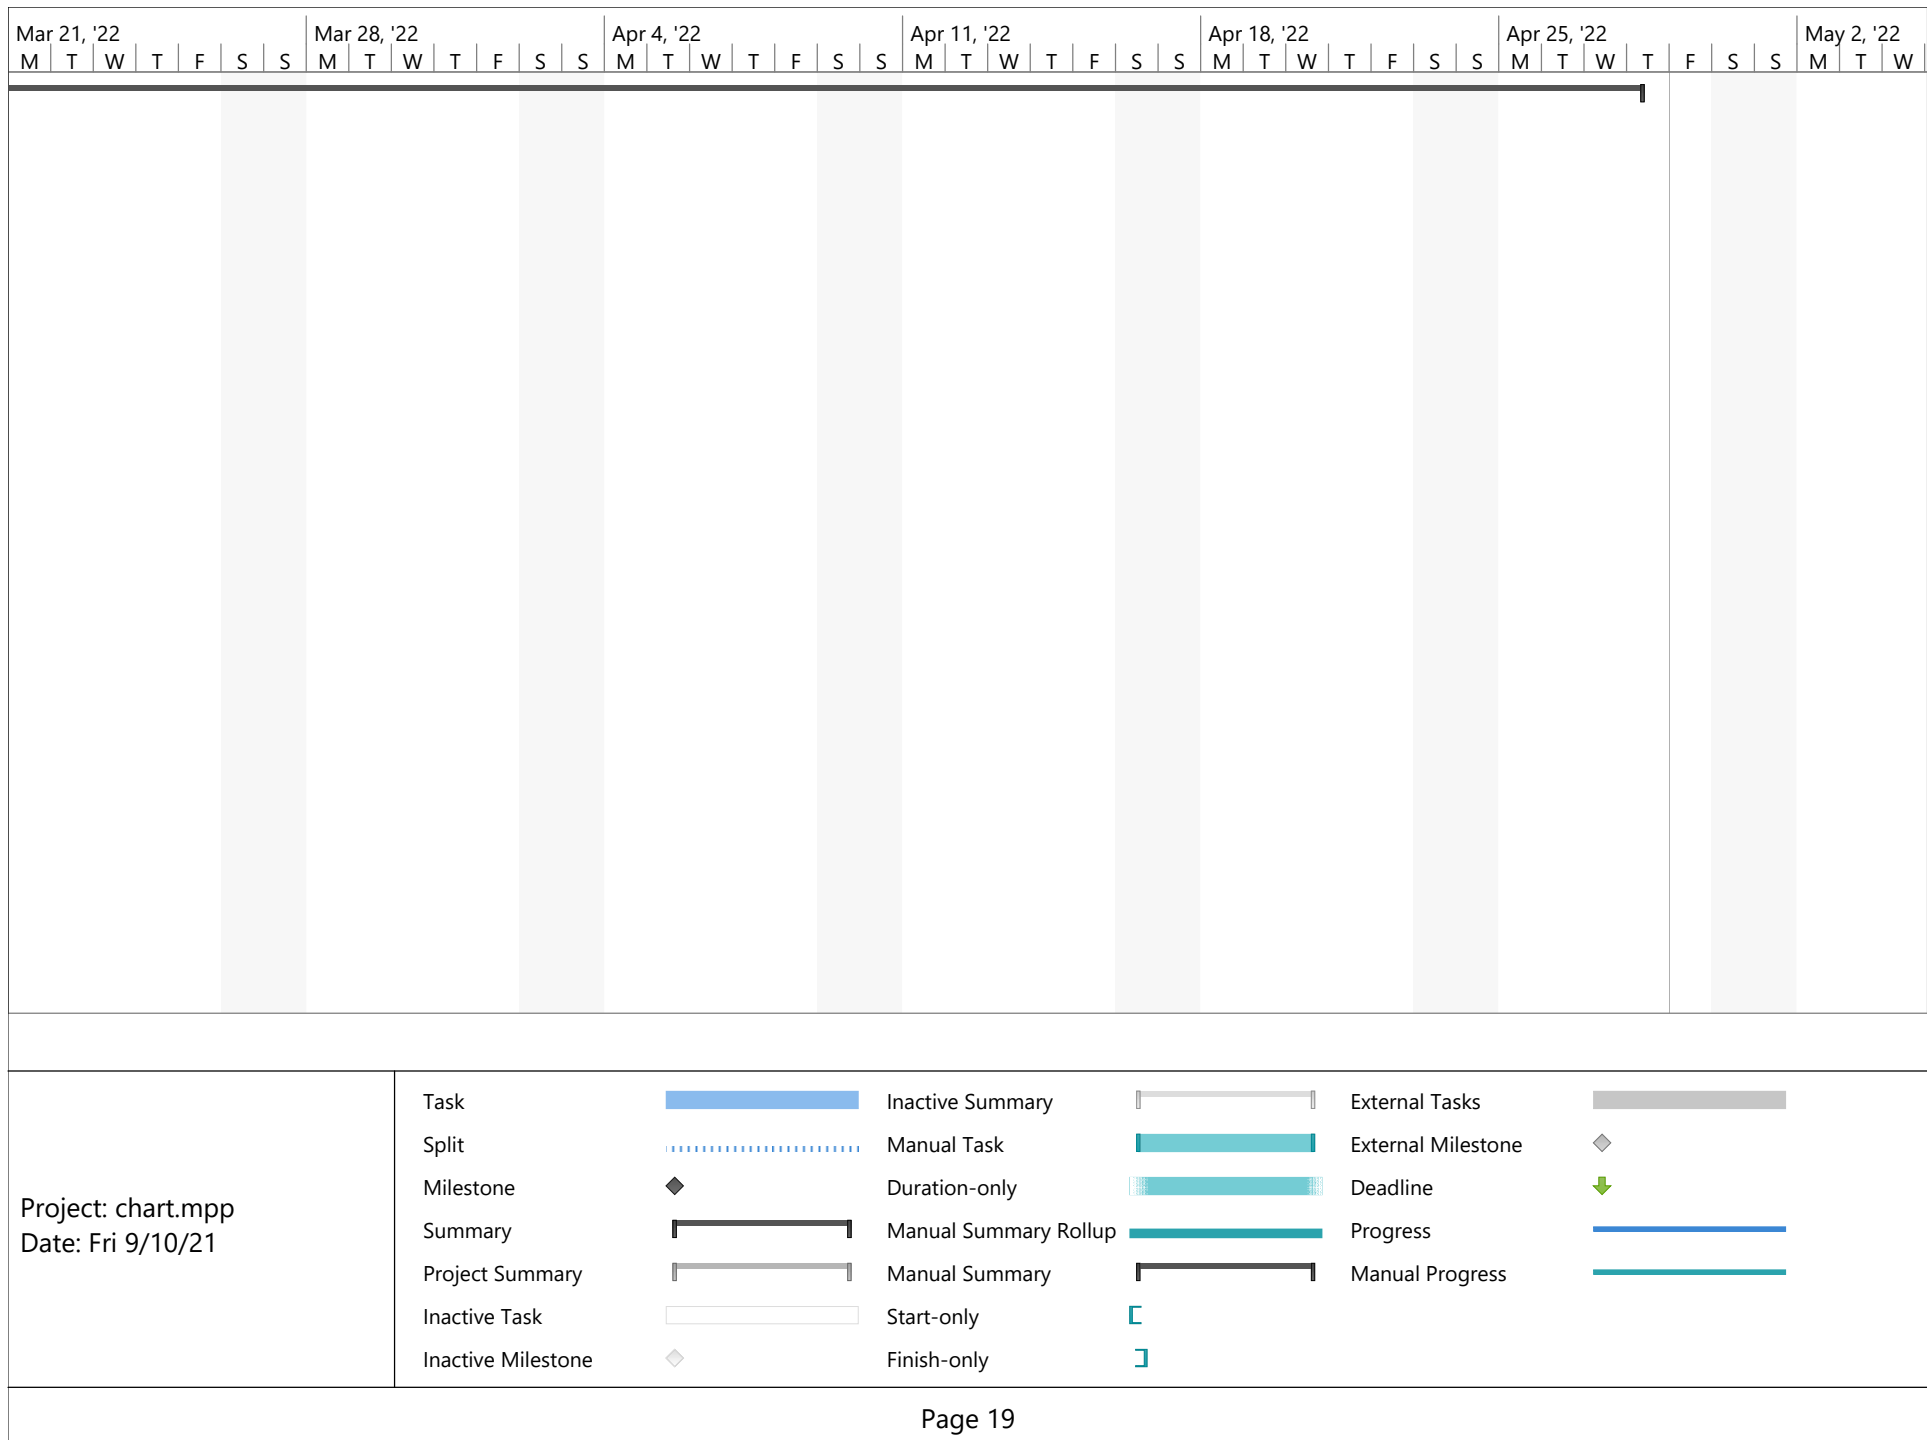 Mar 21, '22 Mar 28, '22 Apr 4, '22 Apr 11, '22 Apr 18, '22 Apr 25, '22 May 2, '22
M T W T F S S M T W T F S S M T W T F S S M T W T F S S M T W T F S S M T W T F S S M T W
Project: chart.mpp
Date: Fri 9/10/21
Task
Split
Milestone
Summary
Project Summary
Inactive Task
Inactive Milestone
Inactive Summary
Manual Task
Duration-only
Manual Summary Rollup
Manual Summary
Start-only
Finish-only
External Tasks
External Milestone
Deadline
Progress
Manual Progress
Page 19